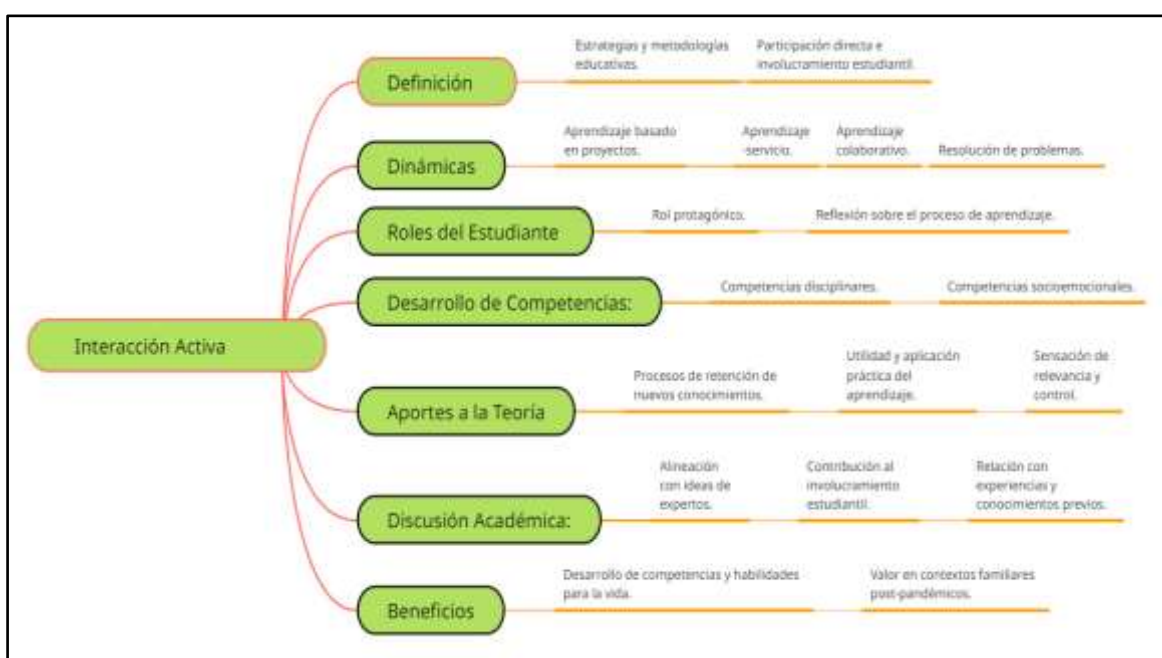 Interacción Activa
Definición
Estrategias y metodologías
educativas.
Participación directa e
involucramiento estudiantil.
Dinámicas
Aprendizaje basado
en proyectos.
Aprendizaje
-servicio.
Aprendizaje
colaborativo.
Resolución de problemas.
Roles del Estudiante
Rol protagónico.
Reflexión sobre el proceso de aprendizaje.
Desarrollo de Competencias:
Competencias disciplinares.
Competencias socioemocionales.
Aportes a la Teoría
Procesos de retención de
nuevos conocimientos.
Utilidad y aplicación
práctica del
aprendizaje.
Sensación de
relevancia y
control.
Discusión Académica:
Alineación
con ideas de
expertos.
Contribución al
involucramiento
estudiantil.
Relación con
experiencias y
conocimientos previos.
Beneficios
Desarrollo de competencias y habilidades
para la vida.
Valor en contextos familiares
post-pandémicos.